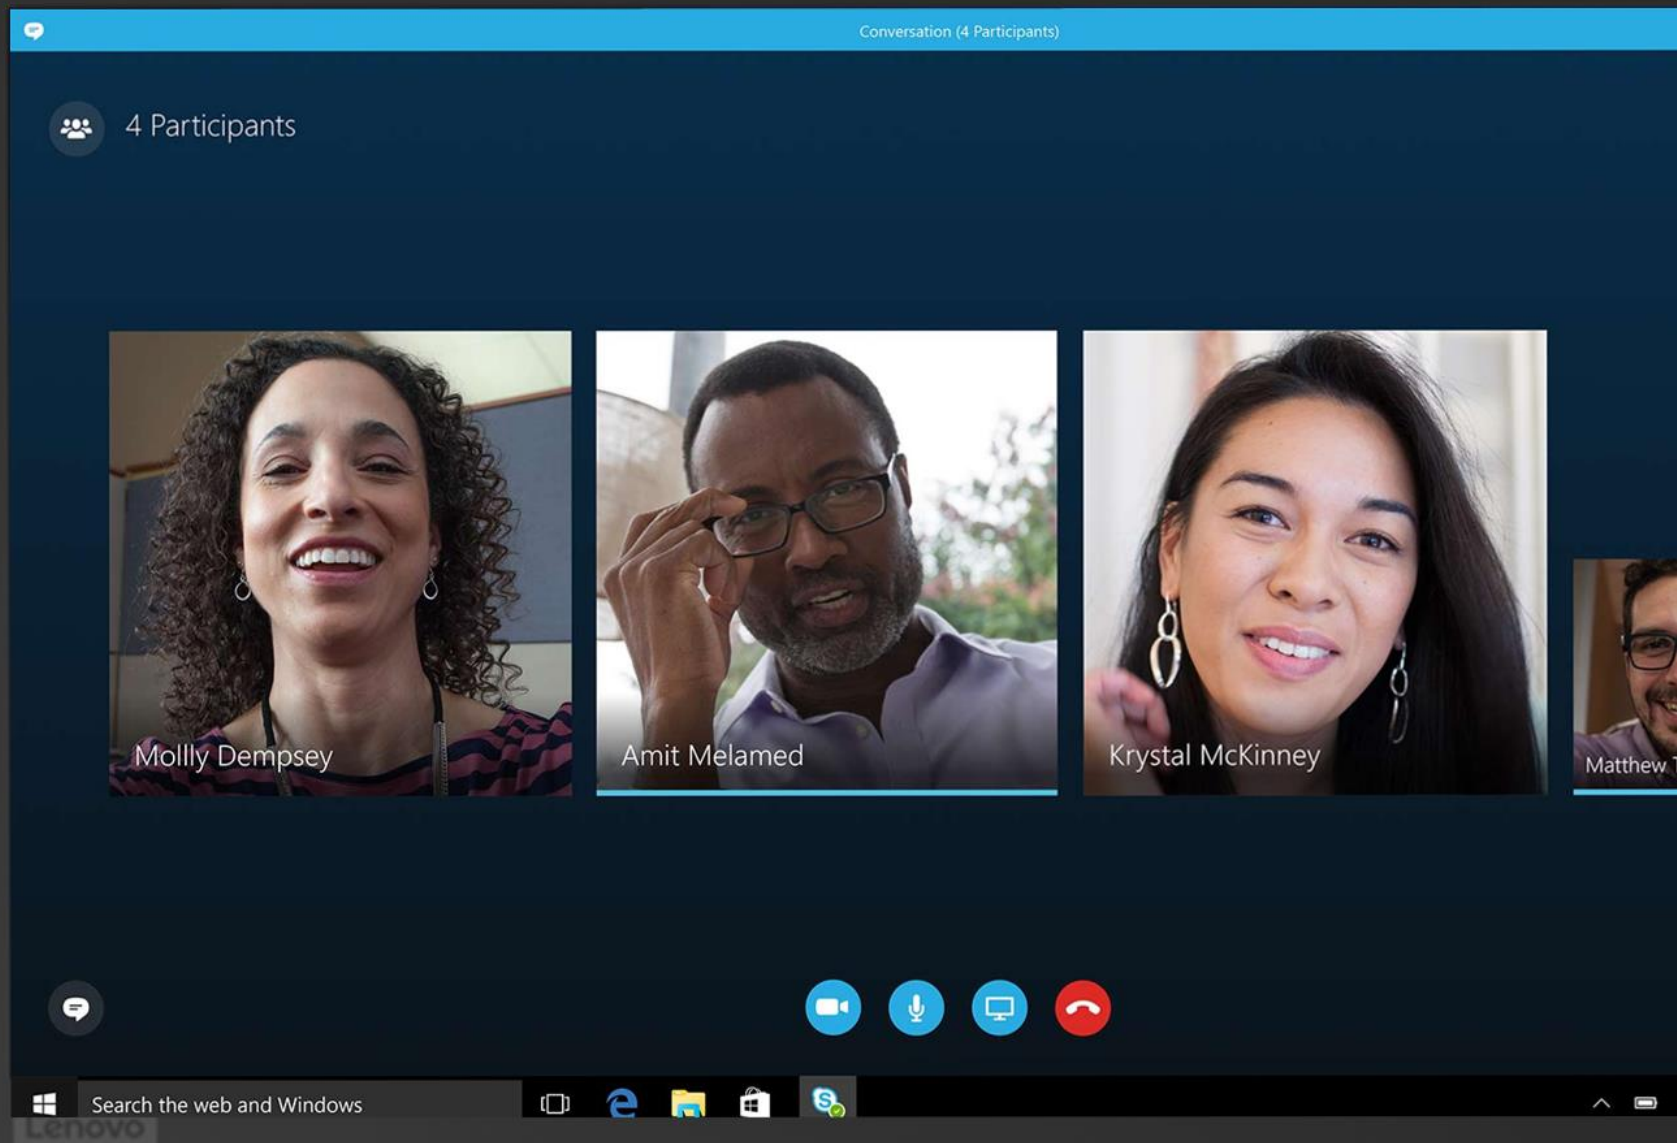 Conversation (4 Participants)
4 Participants
Mollly Dempsey
Amit Melamed
Krystal McKinney
Matthew
Search the web and Windows
Lenovo